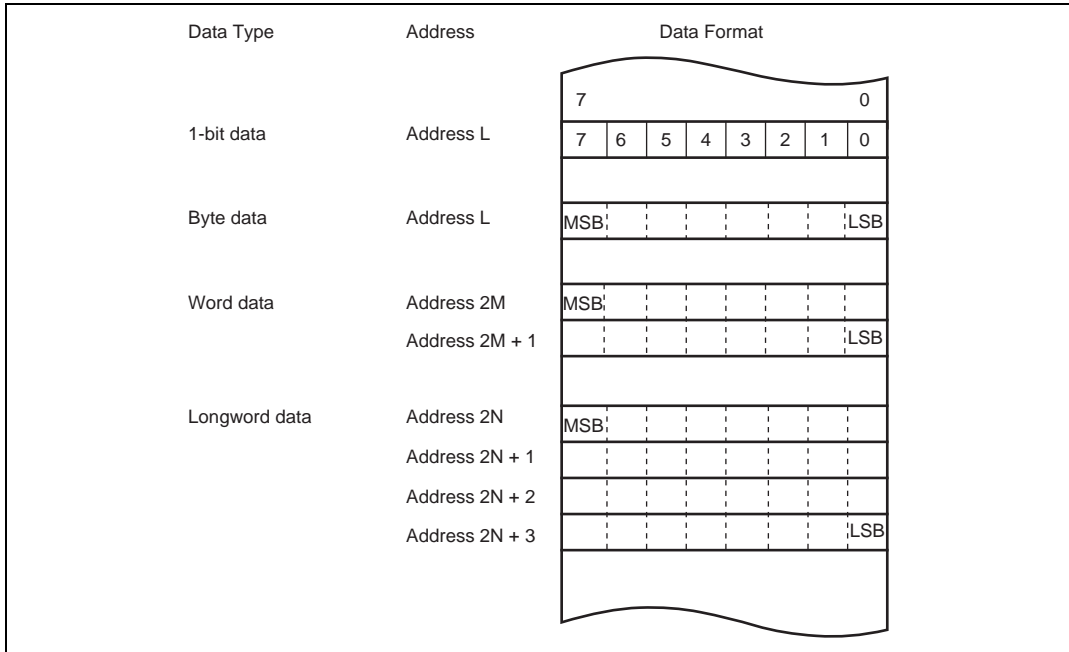 Data Type Address Data Format
7 0
1-bit data Address L 7 6 5 4 3 2 1 0
Byte data Address L MSB LSB
Word data Address 2M MSB
Address 2M + 1 LSB
Longword data Address 2N MSB
Address 2N + 1
Address 2N + 2
Address 2N + 3 LSB